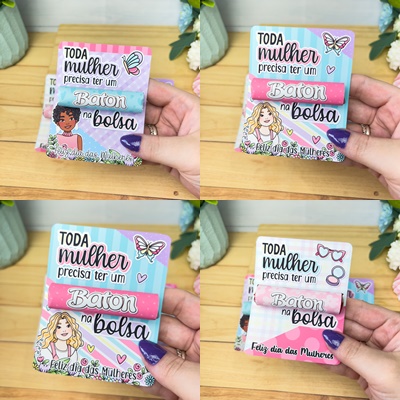 TODA
mulher
precisa ter um
Baton
na bolsa
Feliz dia das Mulheres
TODA
mulher
precisa ter um
Baton
na bolsa
Feliz dia das Mulheres
TODA
mulher
precisa ter um
Baton
na bolsa
Feliz dia das Mulheres
TODA
mulher
precisa ter um
Baton
na bolsa
Feliz dia das Mulheres